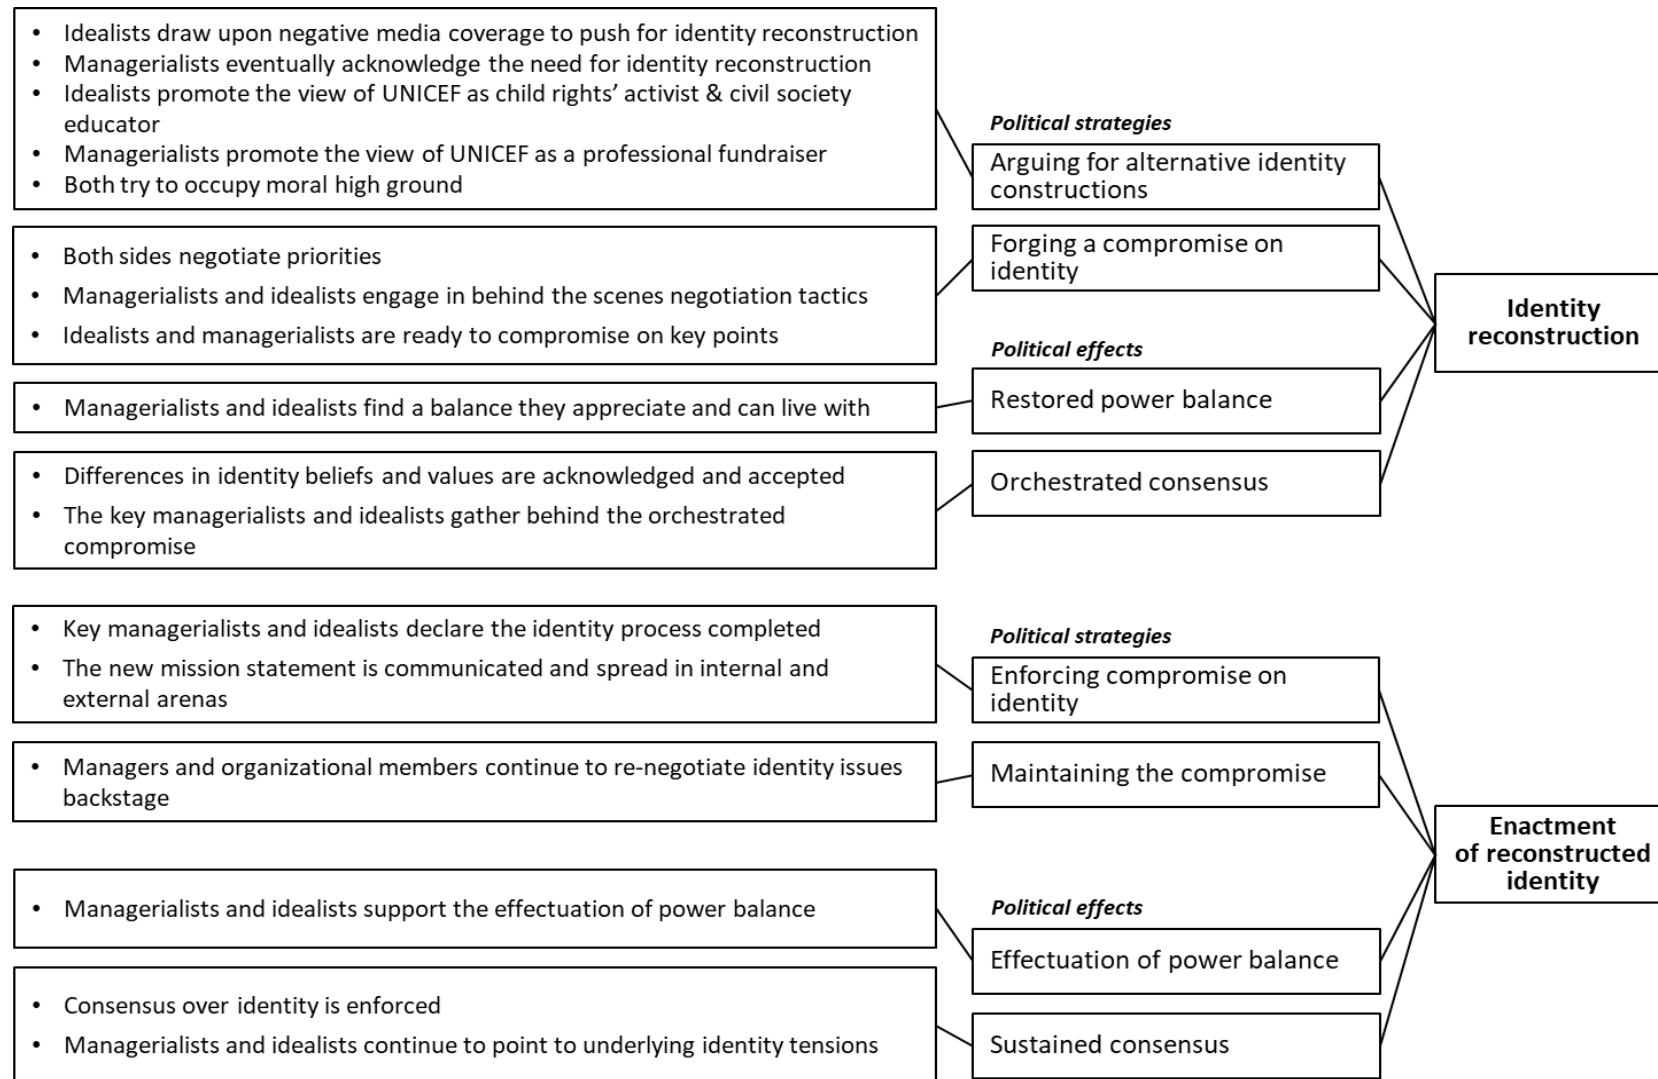 • Idealists draw upon negative media coverage to push for identity reconstruction
• Managerialists eventually acknowledge the need for identity reconstruction
• Idealists promote the view of UNICEF as child rights’ activist & civil society
educator
• Managerialists promote the view of UNICEF as a professional fundraiser
• Both try to occupy moral high ground
Political strategies
Arguing for alternative identity
constructions
• Both sides negotiate priorities
• Managerialists and idealists engage in behind the scenes negotiation tactics
• Idealists and managerialists are ready to compromise on key points
Forging a compromise on
identity
Political effects
• Managerialists and idealists find a balance they appreciate and can live with
Restored power balance
• Differences in identity beliefs and values are acknowledged and accepted
• The key managerialists and idealists gather behind the orchestrated
compromise
Orchestrated consensus
Identity
reconstruction
• Key managerialists and idealists declare the identity process completed
• The new mission statement is communicated and spread in internal and
external arenas
Political strategies
Enforcing compromise on
identity
• Managers and organizational members continue to re-negotiate identity issues
backstage
Maintaining the compromise
• Managerialists and idealists support the effectuation of power balance
Political effects
Effectuation of power balance
• Consensus over identity is enforced
• Managerialists and idealists continue to point to underlying identity tensions
Sustained consensus
Enactment
of reconstructed
identity